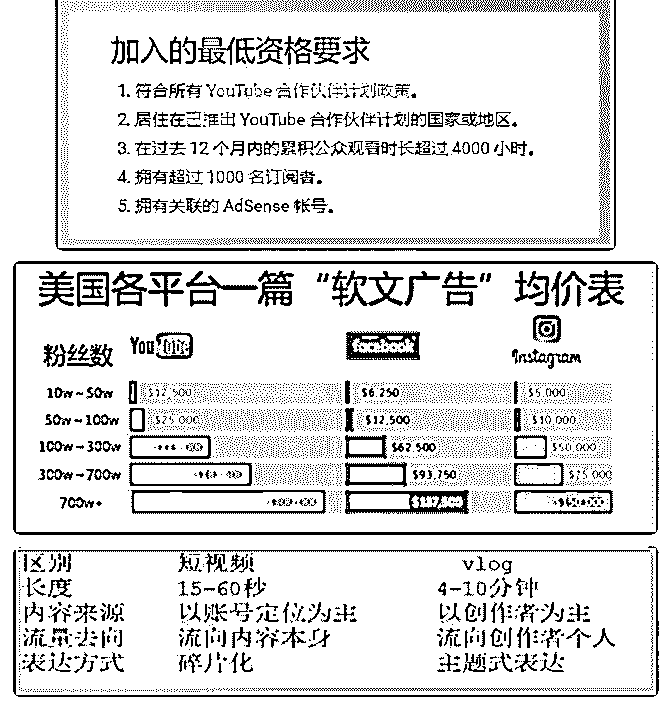 加入的最低资格要求
1. 符合所有 YouTube 合作伙伴计划政策。
2. 居住在已推出 YouTube 合作伙伴计划的国家或地区。
3. 在过去 12 个月内的累积公众观看时长超过 4000 小时。
4. 拥有超过 1000 名订阅者。
5. 拥有关联的 AdSense 帐号。
美国各平台一篇“软文广告”均价表
粉丝数 YouTube facebook Instagram
10w~50w $12,500 $6,250 $5,000
50w~100w $25,000 $12,500 $10,000
100w~300w $62,500 $50,000
300w~700w $93,750 $75,000
700w+
区别 短视频 vlog
长度 15-60秒 4-10分钟
内容来源 以账号定位为主 以创作者为主
流量去向 流向内容本身 流向创作者个人
表达方式 碎片化 主题式表达